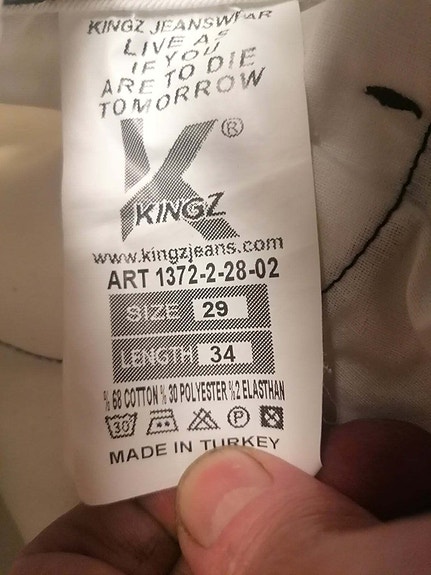 KINGZ JEANSWEAR
LIVE AS
IF YOU
ARE TO DIE
TOMORROW
K ®
KINGZ
www.kingzjeans.com
ART 1372-2-28-02
SIZE 29
LENGTH 34
% 68 COTTON % 30 POLYESTER %2 ELASTHAN
30 P
MADE IN TURKEY